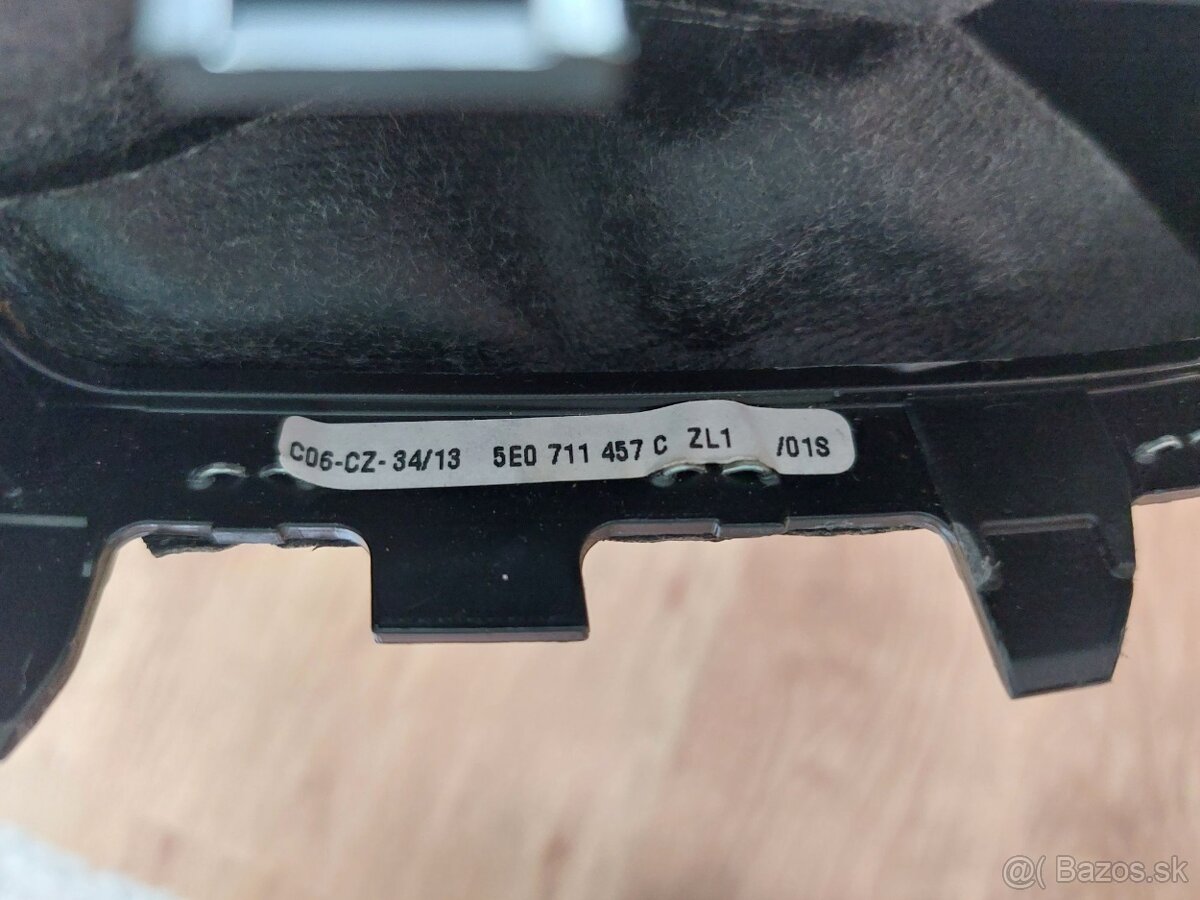 C06-CZ-34/13 5E0 711 457 C ZL1 /01S
@( Bazos.sk